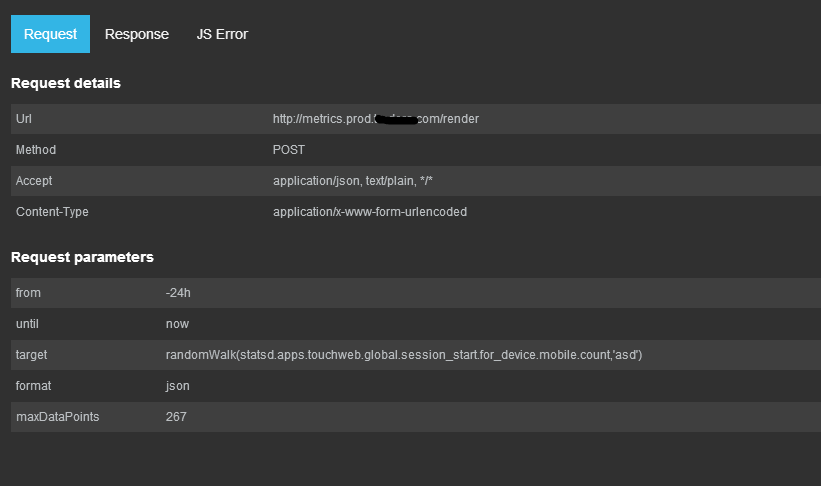 Request Response JS Error
Request details
Url http://metrics.prod. .com/render
Method POST
Accept application/json, text/plain, */*
Content-Type application/x-www-form-urlencoded
Request parameters
from -24h
until now
target randomWalk(statsd.apps.touchweb.global.session_start.for_device.mobile.count,'asd')
format json
maxDataPoints 267